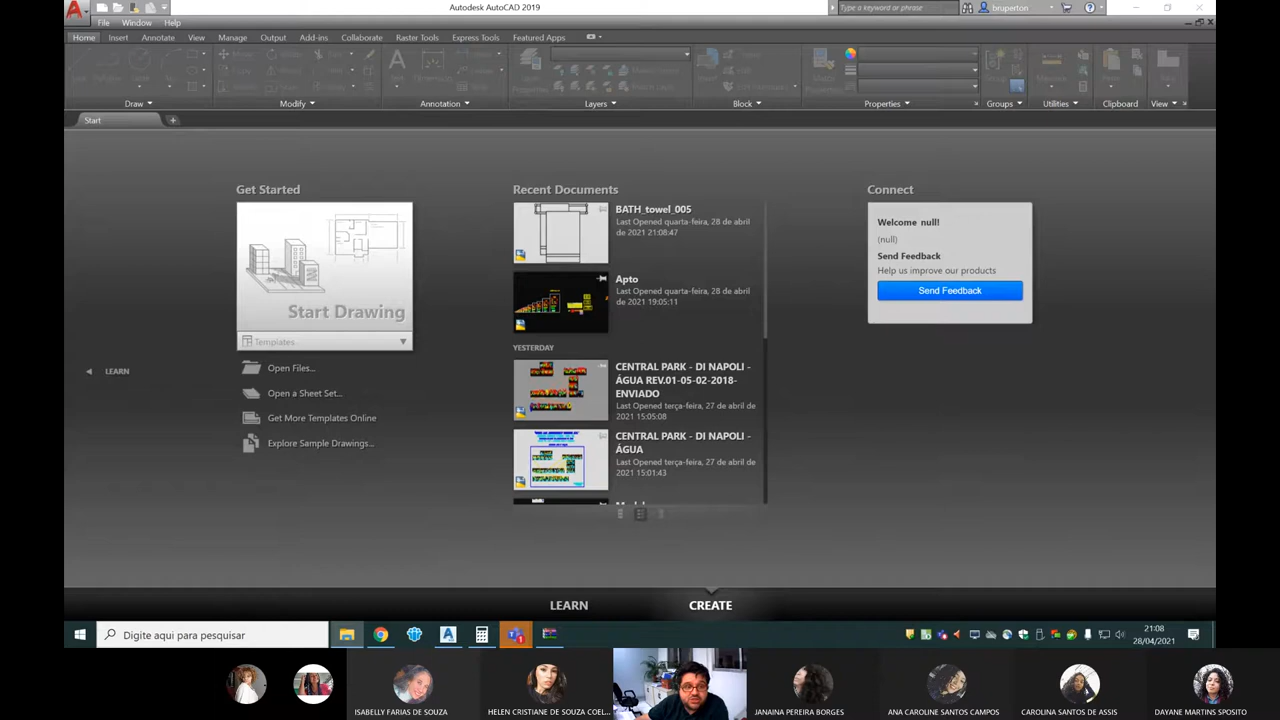 Autodesk AutoCAD 2019
Type a keyword or phrase
bruperton
File Window Help
Home Insert Annotate View Manage Output Add-ins Collaborate Raster Tools Express Tools Featured Apps
Draw Modify Annotation Layers Block Properties Groups Utilities Clipboard View
Start
Get Started
Start Drawing
Templates
Open Files...
Open a Sheet Set...
Get More Templates Online
Explore Sample Drawings...
LEARN
Recent Documents
BATH_towel_005
Last Opened quarta-feira, 28 de abril
de 2021 21:08:47
Apto
Last Opened quarta-feira, 28 de abril
de 2021 19:05:11
YESTERDAY
CENTRAL PARK - DI NAPOLI -
ÁGUA REV.01-05-02-2018-
ENVIADO
Last Opened terça-feira, 27 de abril de
2021 15:05:08
CENTRAL PARK - DI NAPOLI -
ÁGUA
Last Opened terça-feira, 27 de abril de
2021 15:01:43
Connect
Welcome null!
(null)
Send Feedback
Help us improve our products
Send Feedback
LEARN CREATE
Digite aqui para pesquisar
21:08
28/04/2021
ISABELLY FARIAS DE SOUZA
HELEN CRISTIANE DE SOUZA COEL...
JANAINA PEREIRA BORGES
ANA CAROLINE SANTOS CAMPOS
CAROLINA SANTOS DE ASSIS
DAYANE MARTINS SPOSITO